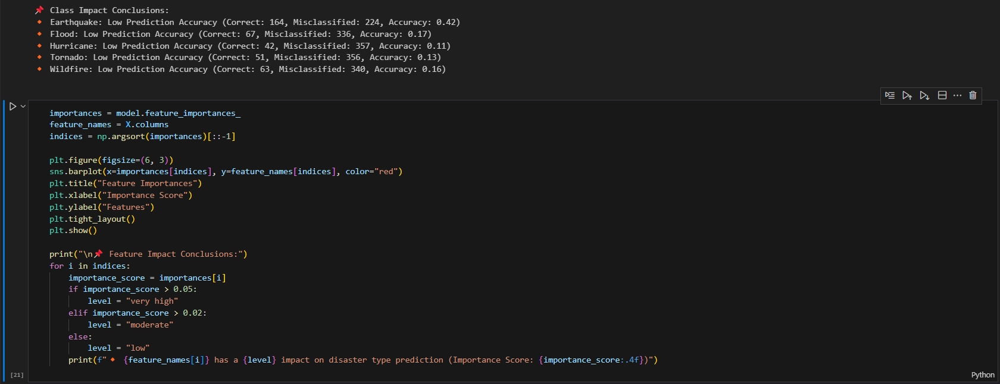 📌 Class Impact Conclusions:
🔸 Earthquake: Low Prediction Accuracy (Correct: 164, Misclassified: 224, Accuracy: 0.42)
🔸 Flood: Low Prediction Accuracy (Correct: 67, Misclassified: 336, Accuracy: 0.17)
🔸 Hurricane: Low Prediction Accuracy (Correct: 42, Misclassified: 357, Accuracy: 0.11)
🔸 Tornado: Low Prediction Accuracy (Correct: 51, Misclassified: 356, Accuracy: 0.13)
🔸 Wildfire: Low Prediction Accuracy (Correct: 63, Misclassified: 340, Accuracy: 0.16)
importances = model.feature_importances_
feature_names = X.columns
indices = np.argsort(importances)[::-1]
plt.figure(figsize=(6, 3))
sns.barplot(x=importances[indices], y=feature_names[indices], color="red")
plt.title("Feature Importances")
plt.xlabel("Importance Score")
plt.ylabel("Features")
plt.tight_layout()
plt.show()
print("\n📌 Feature Impact Conclusions:")
for i in indices:
    importance_score = importances[i]
    if importance_score > 0.05:
        level = "very high"
    elif importance_score > 0.02:
        level = "moderate"
    else:
        level = "low"
    print(f"🔸 {feature_names[i]} has a {level} impact on disaster type prediction (Importance Score: {importance_score:.4f})")
[21]
Python